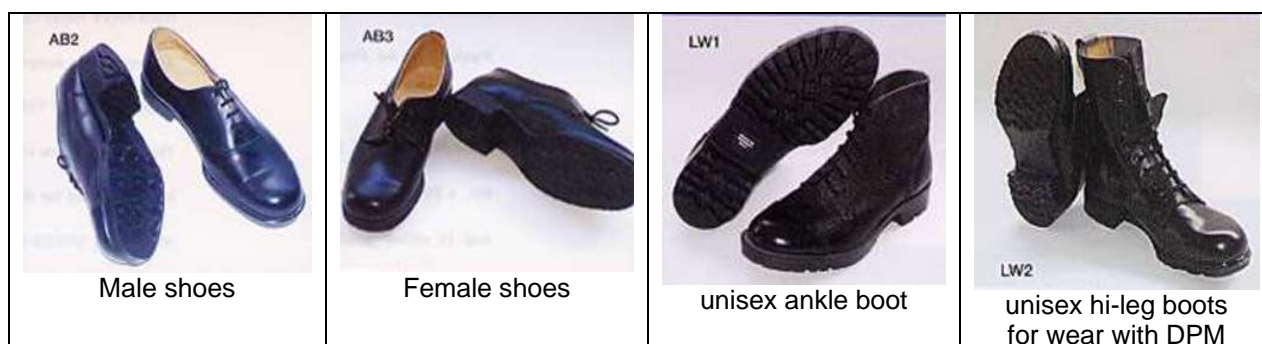 AB2
Male shoes
AB3
Female shoes
LW1
unisex ankle boot
LW2
unisex hi-leg boots
for wear with DPM